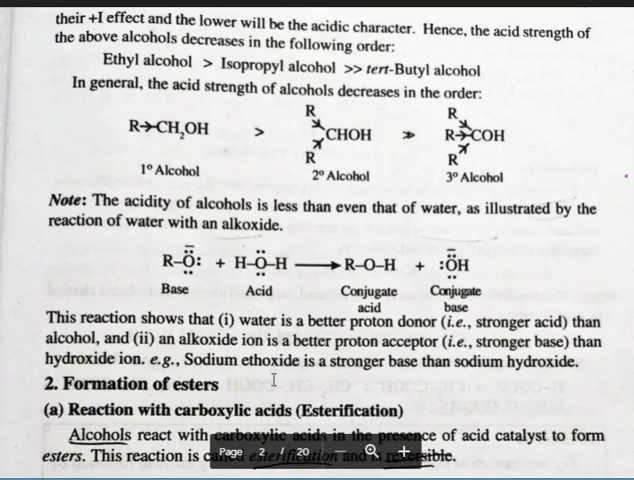 their +I effect and the lower will be the acidic character. Hence, the acid strength of
the above alcohols decreases in the following order:
Ethyl alcohol > Isopropyl alcohol >> tert-Butyl alcohol
In general, the acid strength of alcohols decreases in the order:
R R
R→CH₂OH > CHOH >> R→COH
R R
1° Alcohol 2° Alcohol 3° Alcohol
Note: The acidity of alcohols is less than even that of water, as illustrated by the
reaction of water with an alkoxide.
R–Ȫ: + H–Ö–H ⟶ R–O–H + :ÖH
Base Acid Conjugate acid Conjugate base
This reaction shows that (i) water is a better proton donor (i.e., stronger acid) than
alcohol, and (ii) an alkoxide ion is a better proton acceptor (i.e., stronger base) than
hydroxide ion. e.g., Sodium ethoxide is a stronger base than sodium hydroxide.
2. Formation of esters
(a) Reaction with carboxylic acids (Esterification)
Alcohols react with carboxylic acids in the presence of acid catalyst to form
esters. This reaction is called esterification and is reversible.
Page 2 / 20 — +